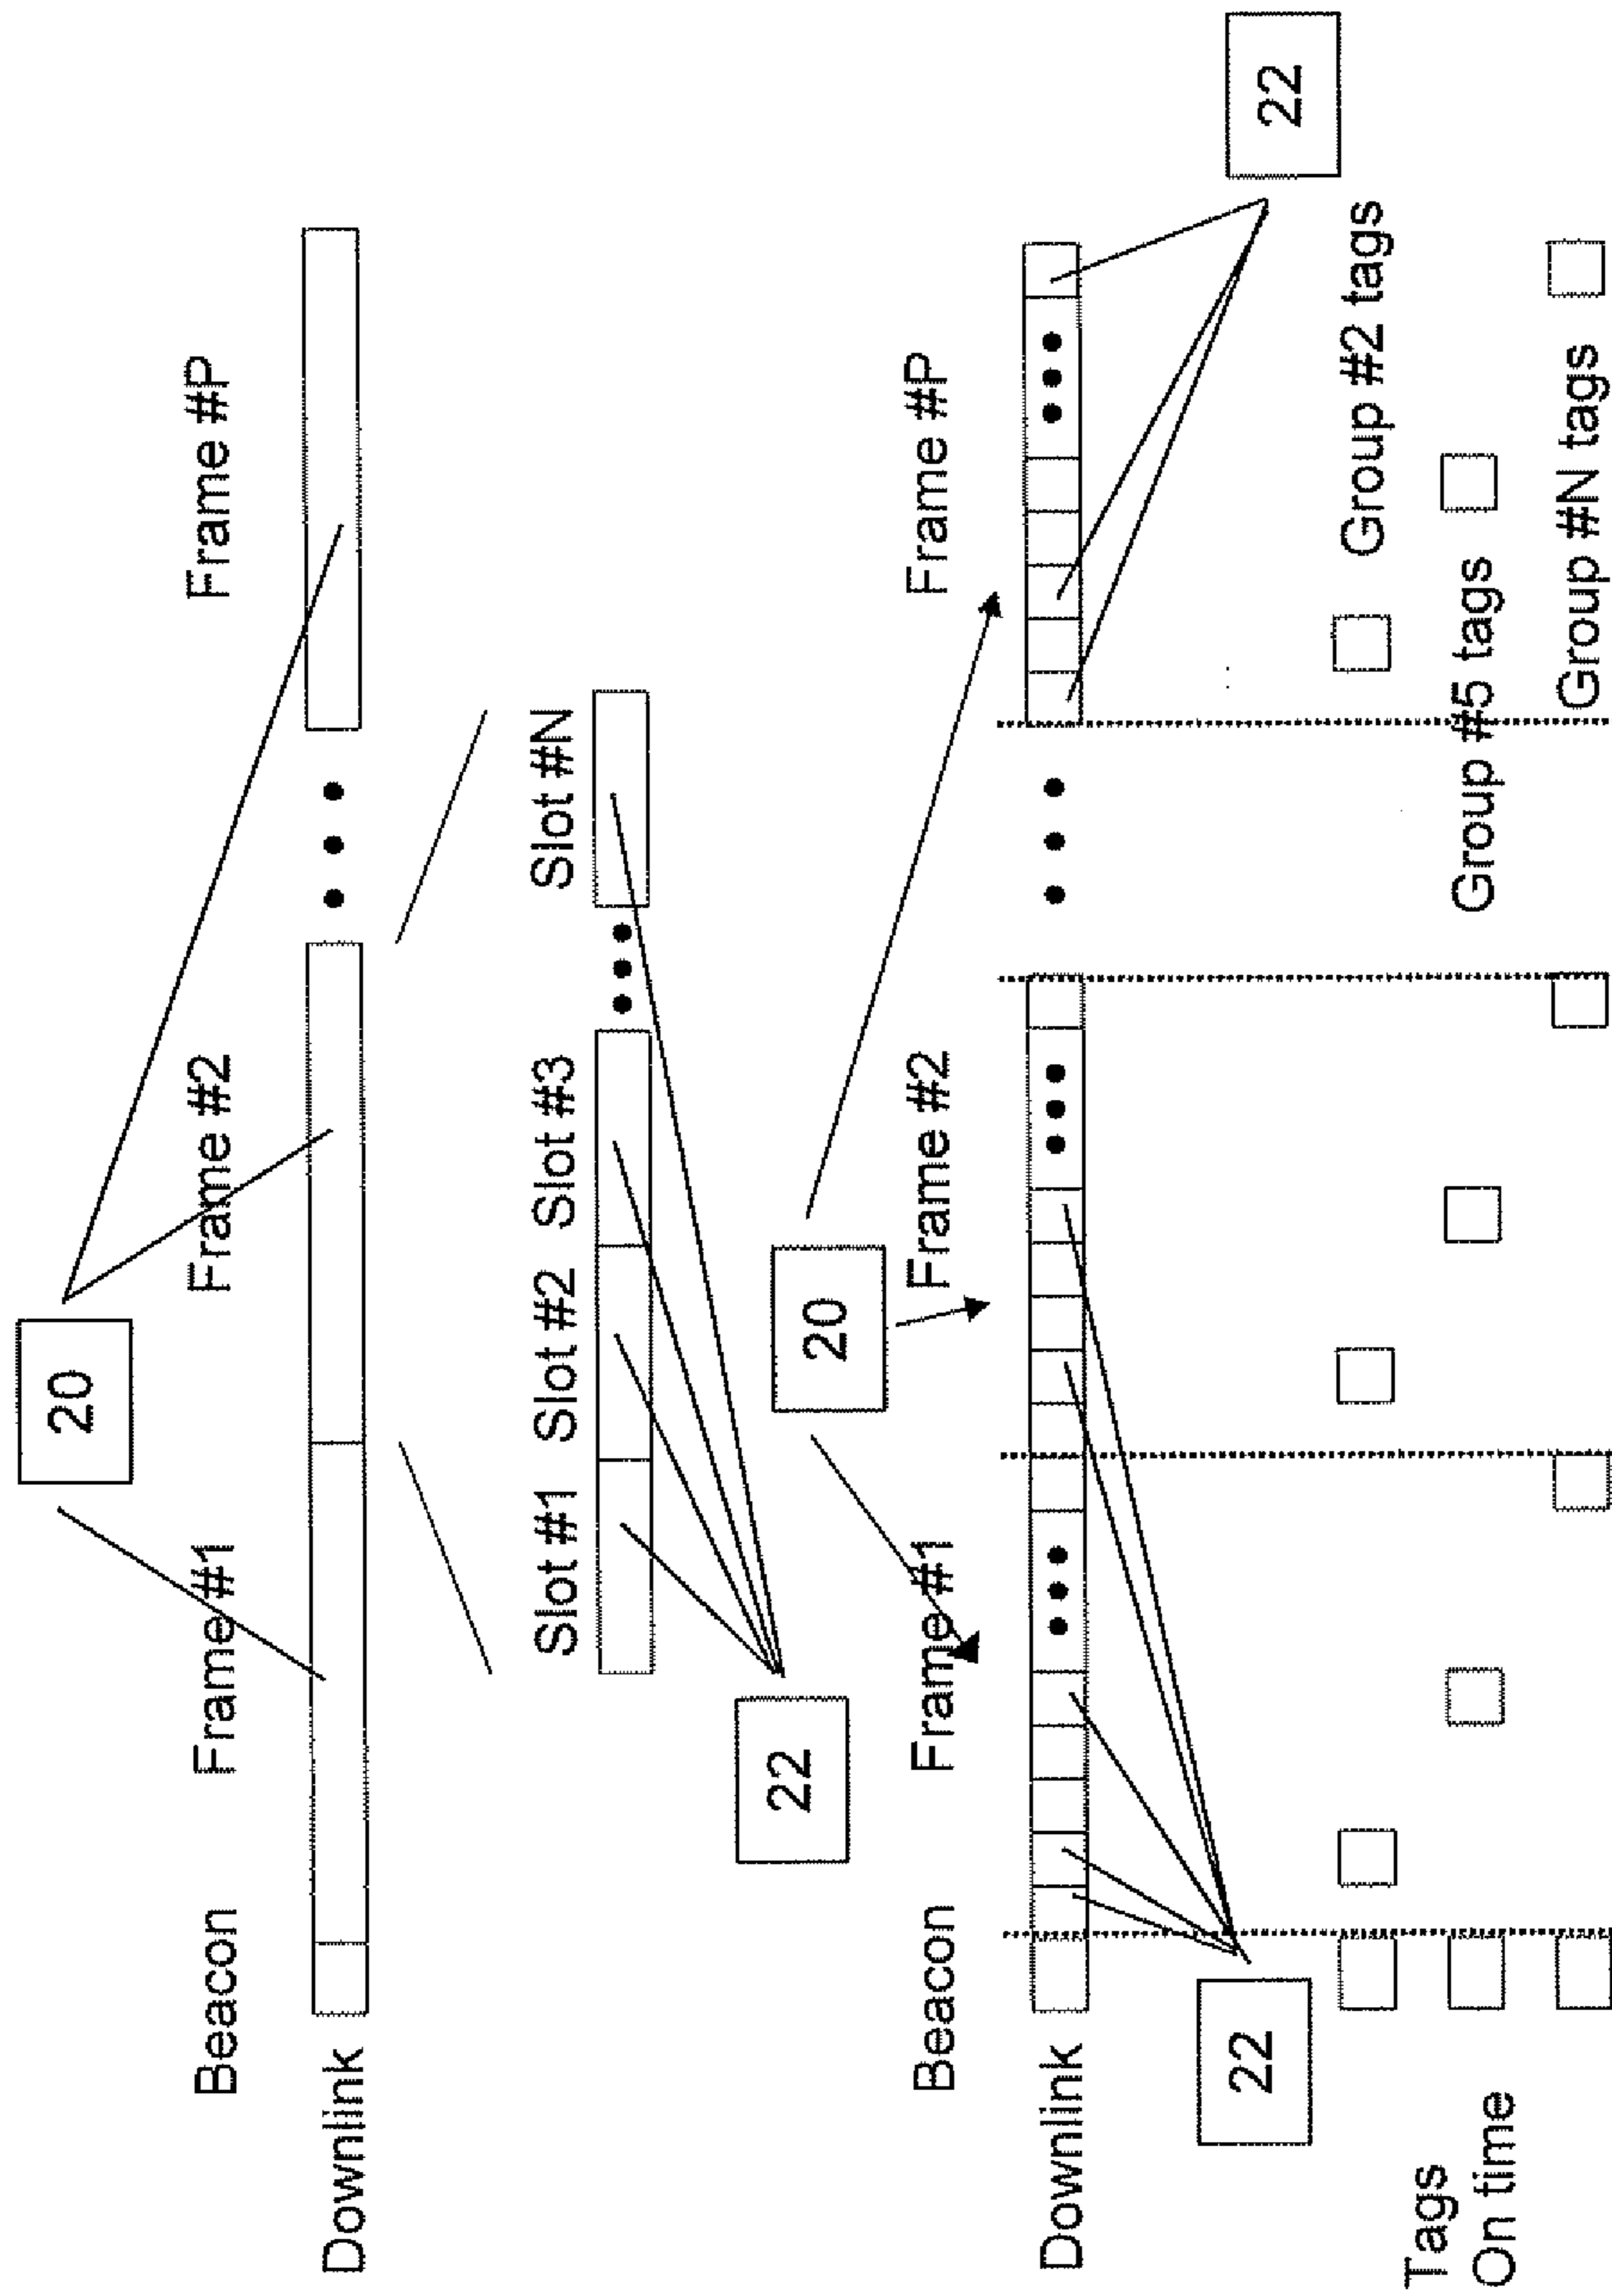 20
Beacon Frame #1 Frame #2 Frame #P
Downlink
Slot #1 Slot #2 Slot #3 Slot #N
22
20
Beacon Frame #1 Frame #2 Frame #P
Downlink
22
22
Tags
On time
Group #2 tags
Group #5 tags
Group #N tags